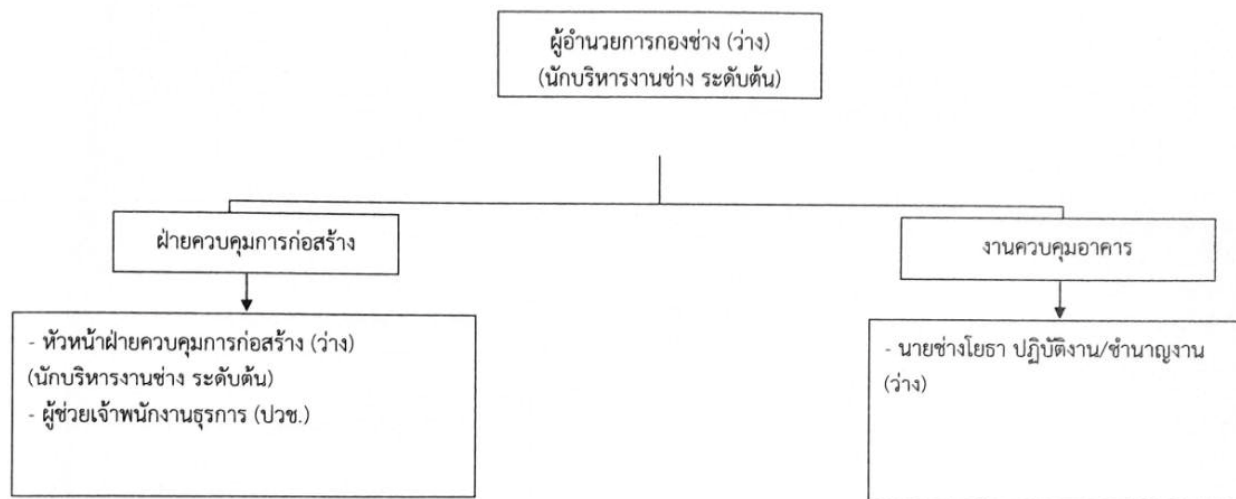 ผู้อำนวยการกองช่าง (ว่าง)
(นักบริหารงานช่าง ระดับต้น)
ฝ่ายควบคุมการก่อสร้าง
งานควบคุมอาคาร
- หัวหน้าฝ่ายควบคุมการก่อสร้าง (ว่าง)
(นักบริหารงานช่าง ระดับต้น)
- ผู้ช่วยเจ้าพนักงานธุรการ (ปวช.)
- นายช่างโยธา ปฏิบัติงาน/ชำนาญงาน
(ว่าง)